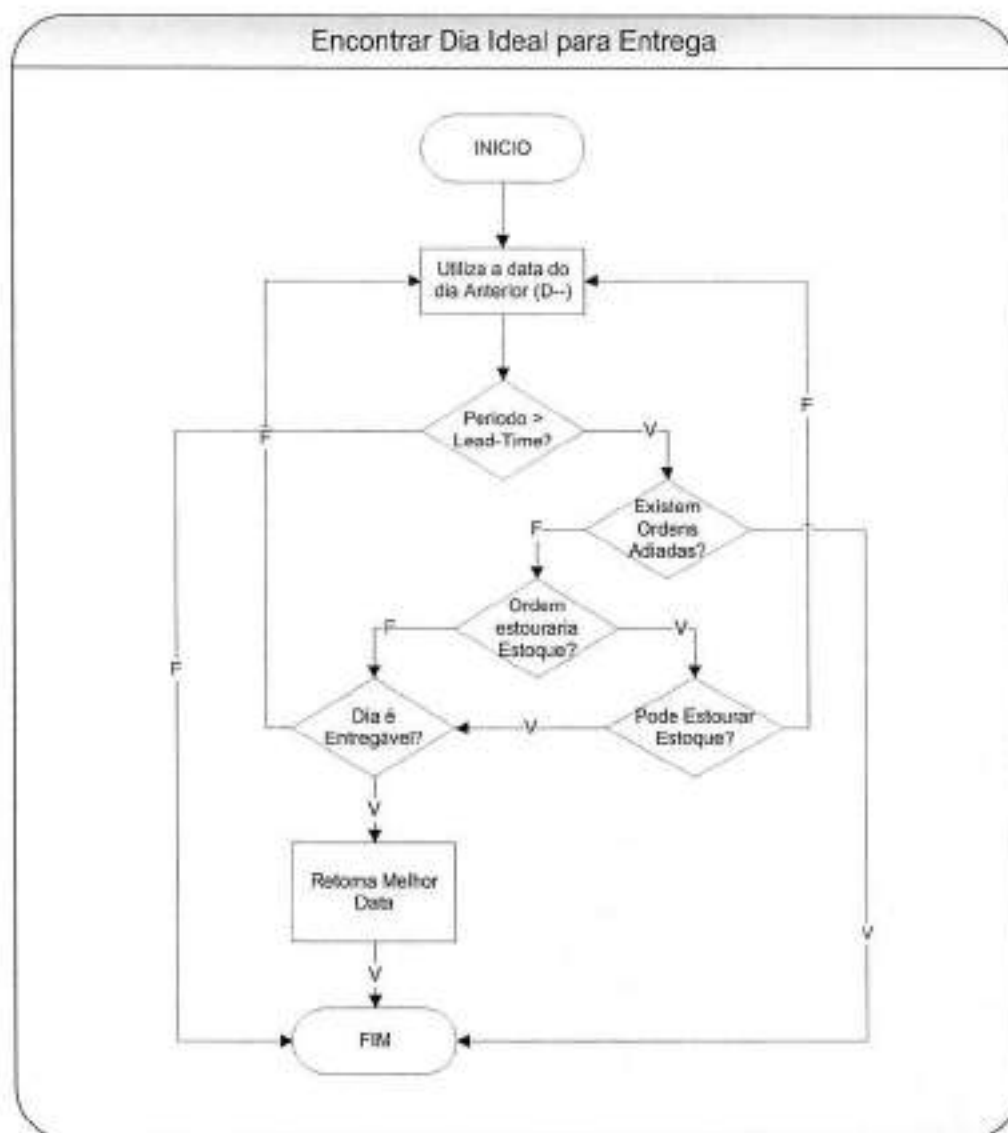 Encontrar Dia Ideal para Entrega
INICIO
Utiliza a data do
dia Anterior (D--)
Periodo >
Lead-Time?
F
V
F
Existem
Ordens
Adiadas?
F
Ordem
estouraria
Estoque?
F
V
F
Dia é
Entregável?
V
Pode Estourar
Estoque?
V
Retorna Melhor
Data
V
V
FIM